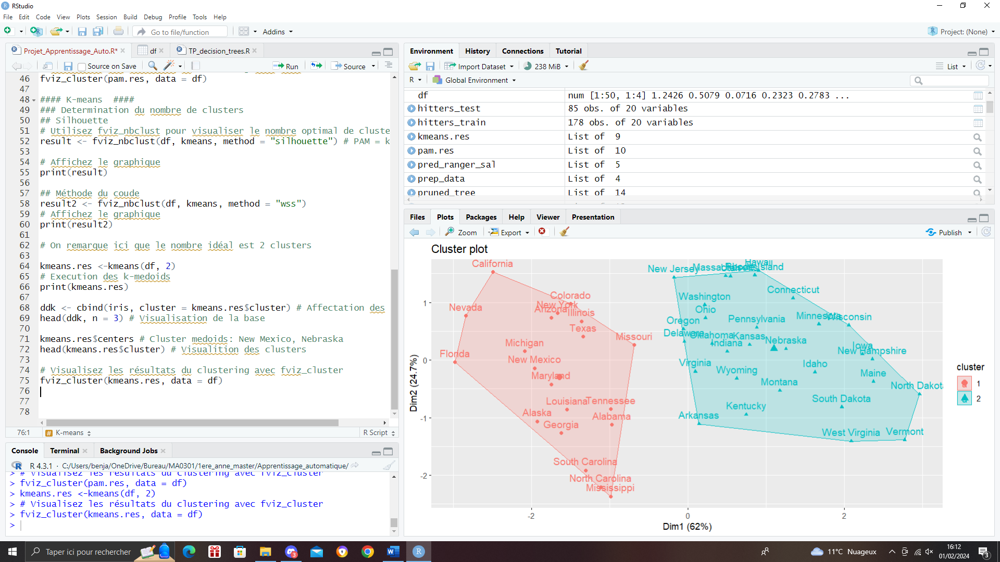 RStudio
File Edit Code View Plots Session Build Debug Profile Tools Help
Go to file/function Addins Project: (None)
Projet_Apprentissage_Auto.R* df TP_decision_trees.R
Source on Save Run Source
46 fviz_cluster(pam.res, data = df)
47
48 #### K-means ####
49 ### Determination du nombre de clusters
50 ## Silhouette
51 # Utilisez fviz_nbclust pour visualiser le nombre optimal de cluste
52 result <- fviz_nbclust(df, kmeans, method = "silhouette") # PAM = k
53
54 # Affichez le graphique
55 print(result)
56
57 ## Méthode du coude
58 result2 <- fviz_nbclust(df, kmeans, method = "wss")
59 # Affichez le graphique
60 print(result2)
61
62 # On remarque ici que le nombre idéal est 2 clusters
63
64 kmeans.res <-kmeans(df, 2)
65 # Execution des k-medoids
66 print(kmeans.res)
67
68 ddk <- cbind(iris, cluster = kmeans.res$cluster) # Affectation des
69 head(ddk, n = 3) # Visualisation de la base
70
71 kmeans.res$centers # Cluster medoids: New Mexico, Nebraska
72 head(kmeans.res$cluster) # Visualition des clusters
73
74 # Visualisez les résultats du clustering avec fviz_cluster
75 fviz_cluster(kmeans.res, data = df)
76
77
78
76:1 K-means R Script
Console Terminal Background Jobs
R 4.3.1 · C:/Users/benja/OneDrive/Bureau/MA0301/1ere_anne_master/Apprentissage_automatique/
> # Visualisez les résultats du clustering avec fviz_cluster
> fviz_cluster(pam.res, data = df)
> kmeans.res <-kmeans(df, 2)
> # Visualisez les résultats du clustering avec fviz_cluster
> fviz_cluster(kmeans.res, data = df)
>
Environment History Connections Tutorial
Import Dataset 238 MiB List
R Global Environment
df num [1:50, 1:4] 1.2426 0.5079 0.0716 0.2323 0.2783 ...
hitters_test 85 obs. of 20 variables
hitters_train 178 obs. of 20 variables
kmeans.res List of 9
pam.res List of 10
pred_ranger_sal List of 5
prep_data List of 4
pruned_tree List of 14
Files Plots Packages Help Viewer Presentation
Zoom Export Publish
Cluster plot
California
Nevada
Colorado
New York
Arizona
Illinois
Texas
Missouri
Michigan
Florida
New Mexico
Maryland
Louisiana
Tennessee
Alaska
Alabama
Georgia
South Carolina
North Carolina
Mississippi
Hawaii
New Jersey
Rhode Island
Connecticut
Washington
Ohio
Oregon
Pennsylvania
Minnesota
Wisconsin
Delaware
Oklahoma
Kansas
Indiana
Nebraska
Iowa
New Hampshire
Virginia
Wyoming
Idaho
Maine
Montana
North Dakot
South Dakota
Kentucky
Arkansas
West Virginia
Vermont
1
0
-1
-2
Dim2 (24.7%)
-2 0 2
Dim1 (62%)
cluster
1
2
Taper ici pour rechercher
3
11°C Nuageux
16:12
01/02/2024
3